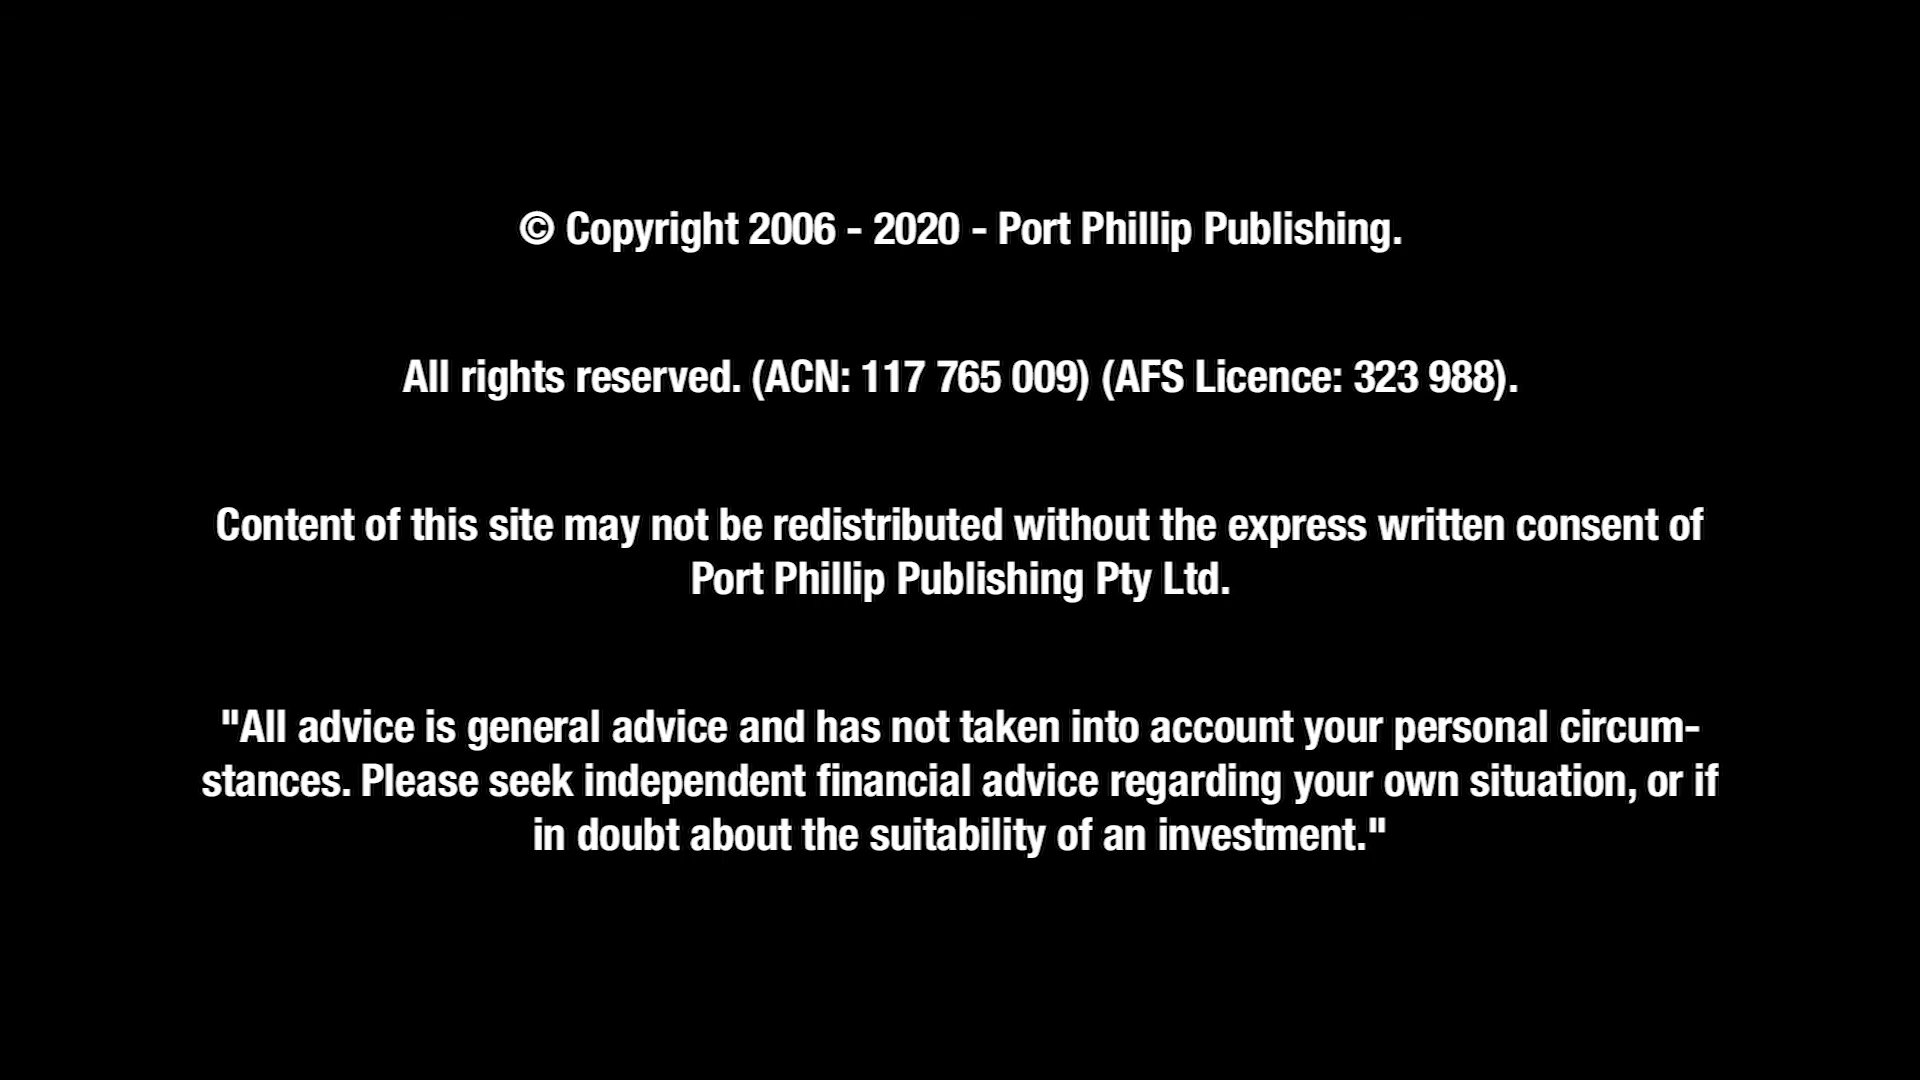 © Copyright 2006 - 2020 - Port Phillip Publishing.
All rights reserved. (ACN: 117 765 009) (AFS Licence: 323 988).
Content of this site may not be redistributed without the express written consent of
Port Phillip Publishing Pty Ltd.
"All advice is general advice and has not taken into account your personal circum-
stances. Please seek independent financial advice regarding your own situation, or if
in doubt about the suitability of an investment."